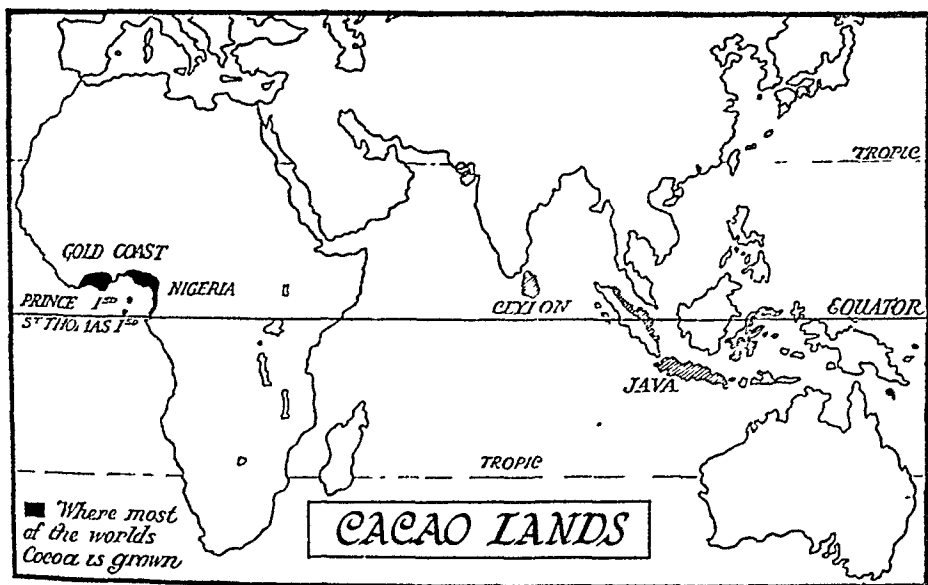 TROPIC
GOLD COAST
NIGERIA
PRINCE ISD
ST THOMAS ISD
CEYLON
EQUATOR
JAVA
TROPIC
Where most
of the worlds
Cocoa is grown
CACAO LANDS